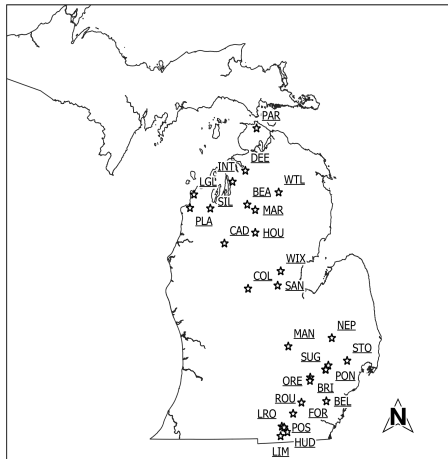 PAR
DEE
INT
LGL
WTL
BEA
SIL
MAR
PLA
CAD
HOU
WIX
COL
SAN
NEP
MAN
STO
SUG
PON
ORE
BRI
ROU
BEL
LRO
FOR
POS
HUD
LIM
N